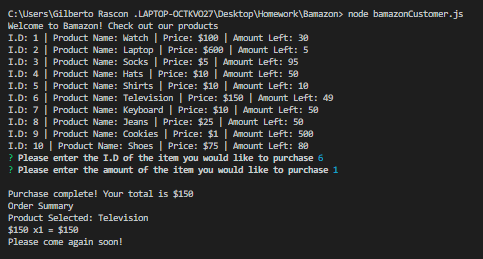 C:\Users\Gilberto Rascon .LAPTOP-OCTKVO27\Desktop\Homework\Bamazon> node bamazonCustomer.js
Welcome to Bamazon! Check out our products
I.D: 1 | Product Name: Watch | Price: $100 | Amount Left: 30
I.D: 2 | Product Name: Laptop | Price: $600 | Amount Left: 5
I.D: 3 | Product Name: Socks | Price: $5 | Amount Left: 95
I.D: 4 | Product Name: Hats | Price: $10 | Amount Left: 50
I.D: 5 | Product Name: Shirts | Price: $10 | Amount Left: 10
I.D: 6 | Product Name: Television | Price: $150 | Amount Left: 49
I.D: 7 | Product Name: Keyboard | Price: $10 | Amount Left: 50
I.D: 8 | Product Name: Jeans | Price: $25 | Amount Left: 50
I.D: 9 | Product Name: Cookies | Price: $1 | Amount Left: 500
I.D: 10 | Product Name: Shoes | Price: $75 | Amount Left: 80
? Please enter the I.D of the item you would like to purchase 6
? Please enter the amount of the item you would like to purchase 1
Purchase complete! Your total is $150
Order Summary
Product Selected: Television
$150 x1 = $150
Please come again soon!